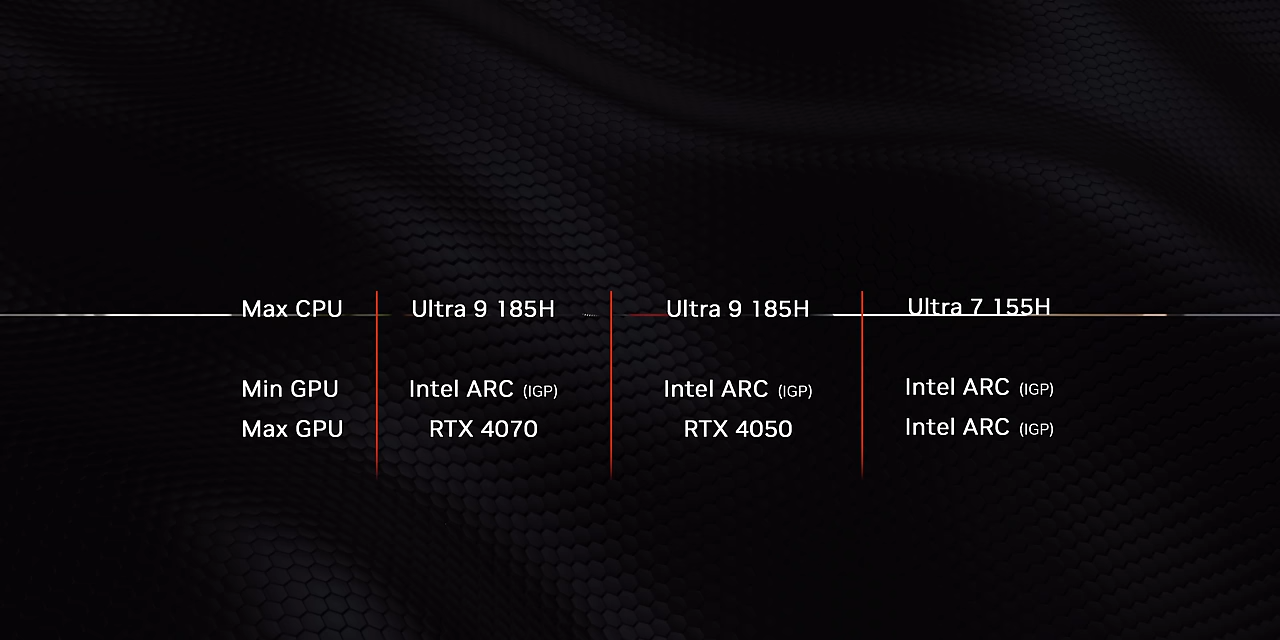 Max CPU Ultra 9 185H Ultra 9 185H Ultra 7 155H
Min GPU Intel ARC (IGP) Intel ARC (IGP) Intel ARC (IGP)
Max GPU RTX 4070 RTX 4050 Intel ARC (IGP)